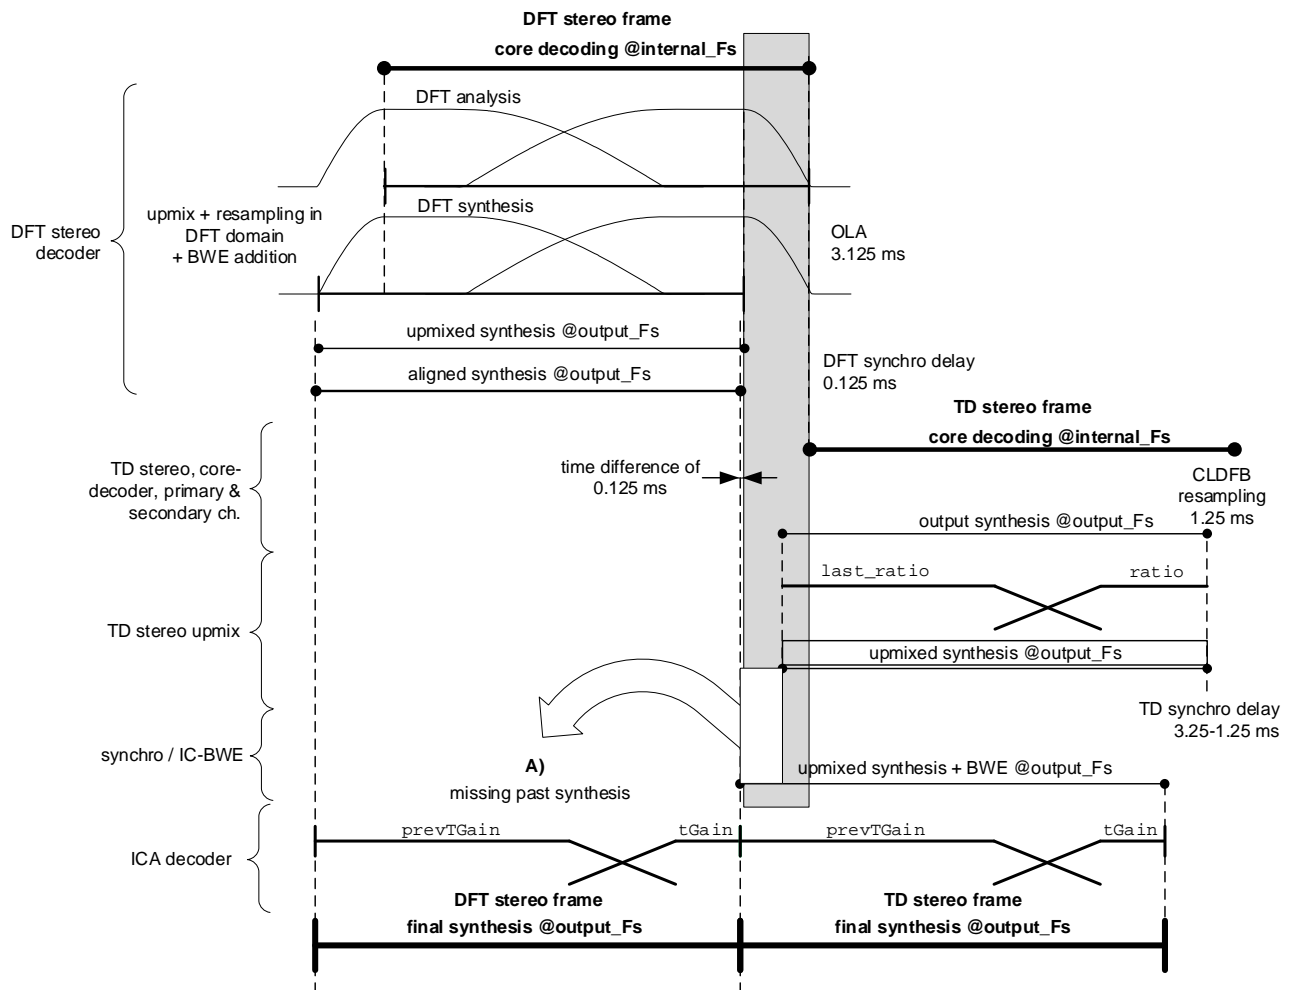 DFT stereo frame
core decoding @internal_Fs
DFT analysis
upmix + resampling in
DFT domain
+ BWE addition
DFT synthesis
DFT stereo
decoder
OLA
3.125 ms
upmixed synthesis @output_Fs
aligned synthesis @output_Fs
DFT synchro delay
0.125 ms
TD stereo frame
core decoding @internal_Fs
TD stereo, core-
decoder, primary &
secondary ch.
time difference of
0.125 ms
CLDFB
resampling
1.25 ms
output synthesis @output_Fs
last_ratio
ratio
TD stereo upmix
upmixed synthesis @output_Fs
TD synchro delay
3.25-1.25 ms
synchro / IC-BWE
A)
missing past synthesis
upmixed synthesis + BWE @output_Fs
ICA decoder
prevTGain
tGain
prevTGain
tGain
DFT stereo frame
final synthesis @output_Fs
TD stereo frame
final synthesis @output_Fs